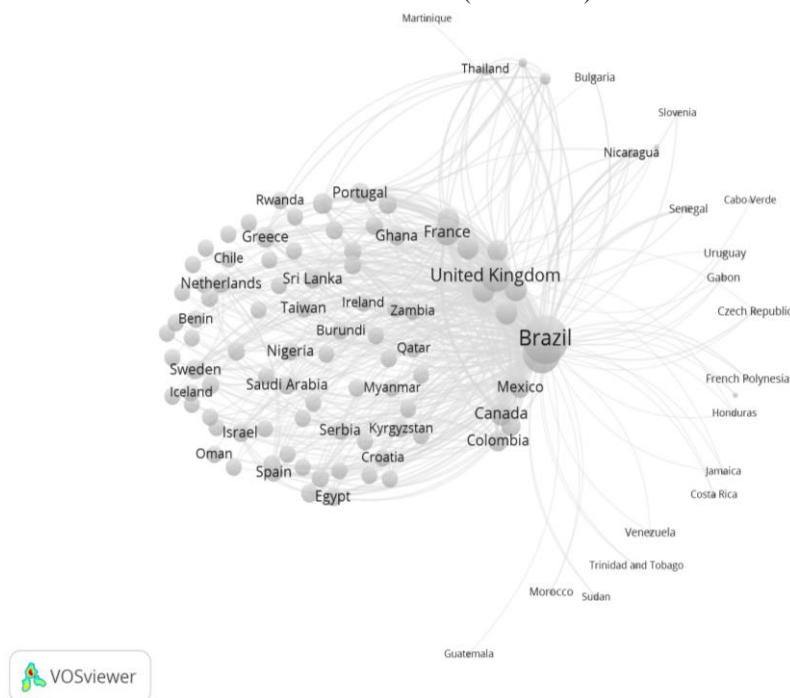 Martinique
Thailand
Bulgaria
Slovenia
Nicaragua
Rwanda
Portugal
Cabo Verde
Senegal
Greece
Ghana
France
Chile
Uruguay
United Kingdom
Netherlands
Sri Lanka
Gabon
Taiwan
Ireland
Zambia
Czech Republic
Benin
Burundi
Brazil
Nigeria
Qatar
Sweden
French Polynesia
Saudi Arabia
Myanmar
Mexico
Iceland
Honduras
Canada
Israel
Serbia
Kyrgyzstan
Colombia
Oman
Croatia
Spain
Jamaica
Egypt
Costa Rica
Venezuela
Trinidad and Tobago
Morocco
Sudan
Guatemala
VOSviewer